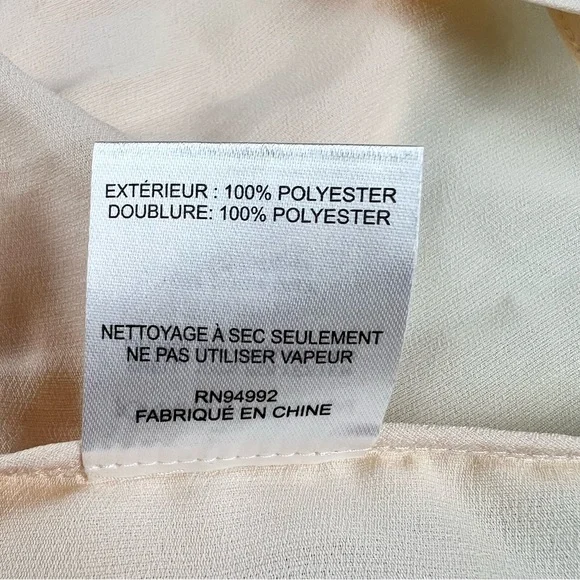 EXTÉRIEUR : 100% POLYESTER
DOUBLURE: 100% POLYESTER
NETTOYAGE À SEC SEULEMENT
NE PAS UTILISER VAPEUR
RN94992
FABRIQUÉ EN CHINE